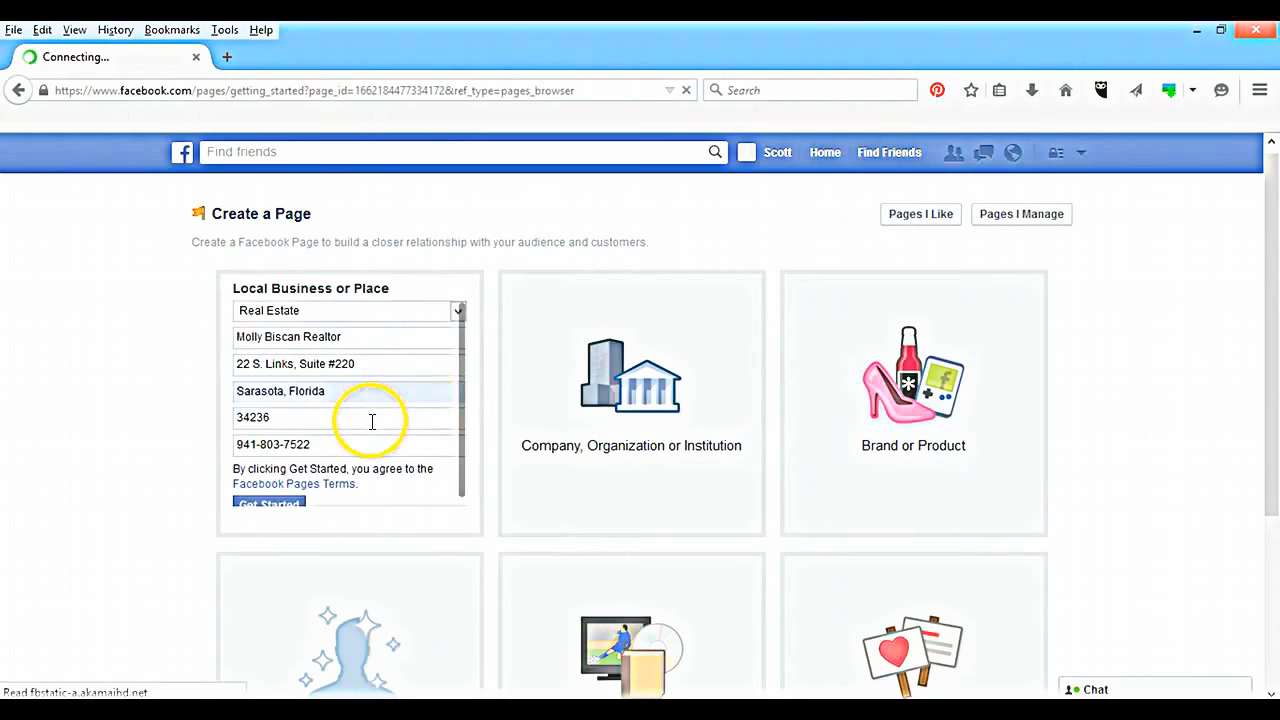 File Edit View History Bookmarks Tools Help
Connecting...
https://www.facebook.com/pages/getting_started?page_id=1662184477334172&ref_type=pages_browser
Search
Find friends
Scott Home Find Friends
Create a Page
Pages I Like
Pages I Manage
Create a Facebook Page to build a closer relationship with your audience and customers.
Local Business or Place
Real Estate
Molly Biscan Realtor
22 S. Links, Suite #220
Sarasota, Florida
34236
941-803-7522
By clicking Get Started, you agree to the
Facebook Pages Terms.
Get Started
Company, Organization or Institution
Brand or Product
Read fbstatic-a.akamaihd.net
Chat